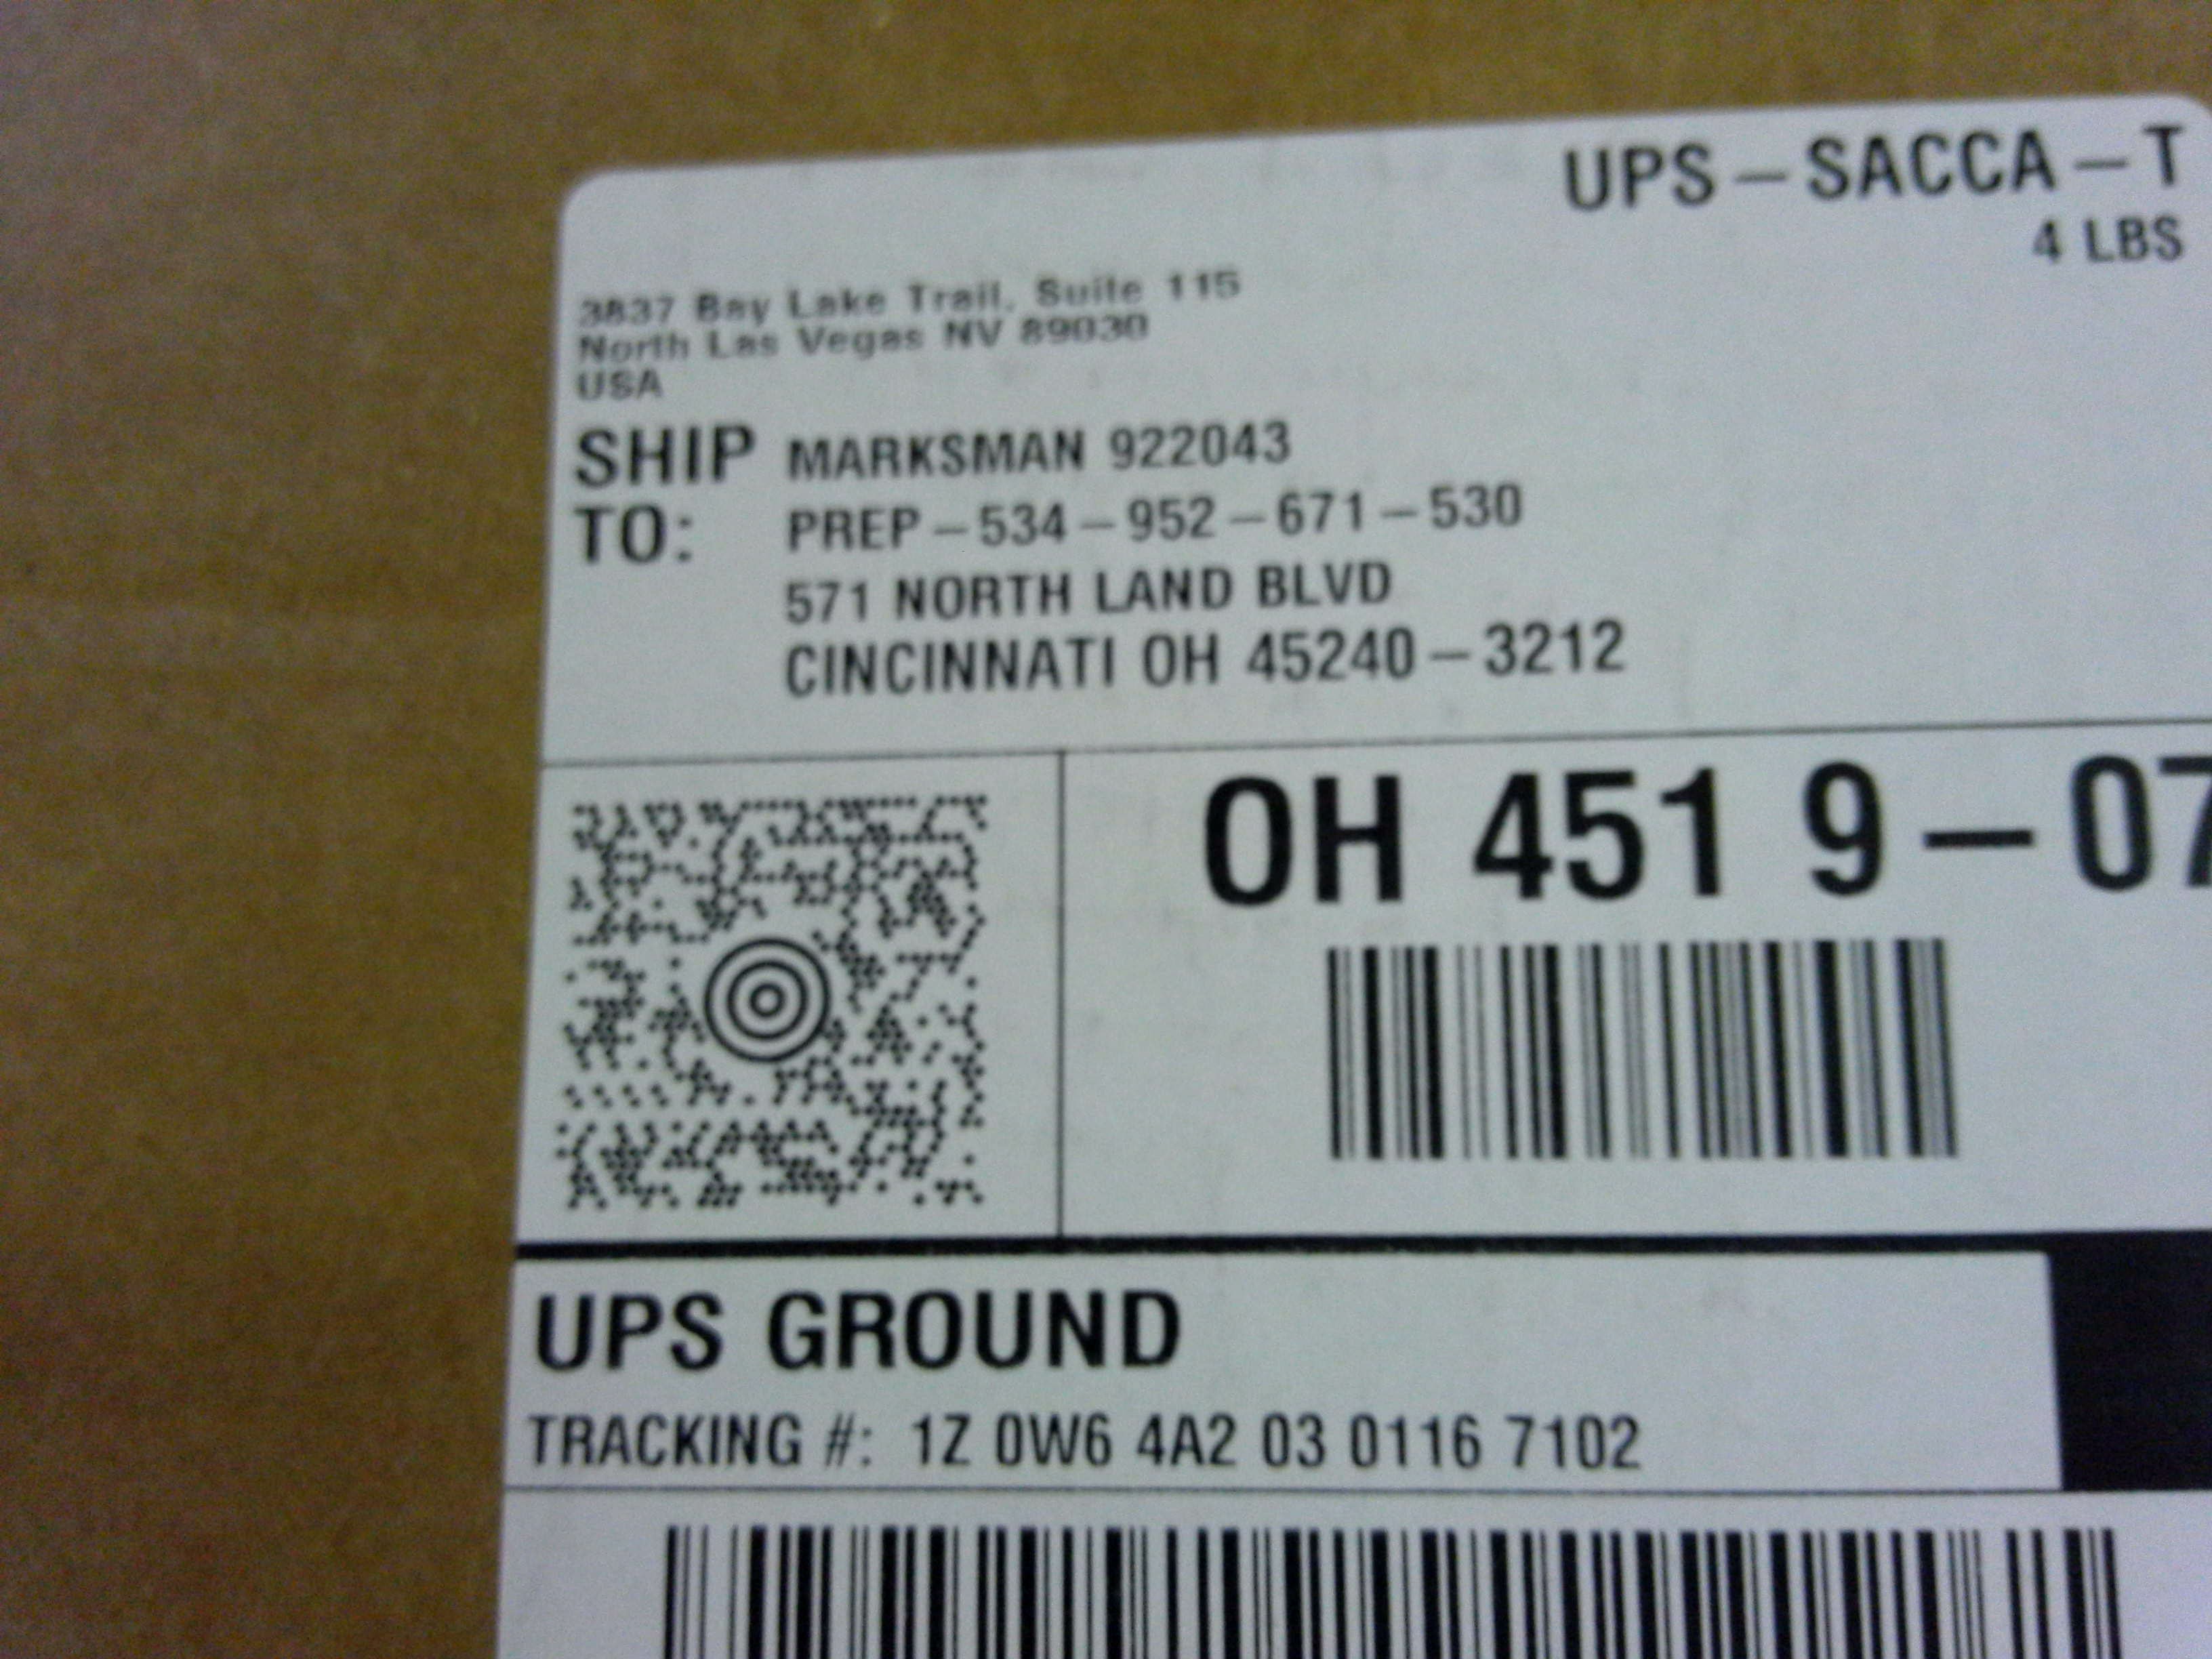 UPS-SACCA-T
4 LBS
3837 Bay Lake Trail, Suite 115
North Las Vegas NV 89030
USA
SHIP TO:
MARKSMAN 922043
PREP-534-952-671-530
571 NORTH LAND BLVD
CINCINNATI OH 45240-3212
OH 451 9-07
UPS GROUND
TRACKING #: 1Z 0W6 4A2 03 0116 7102